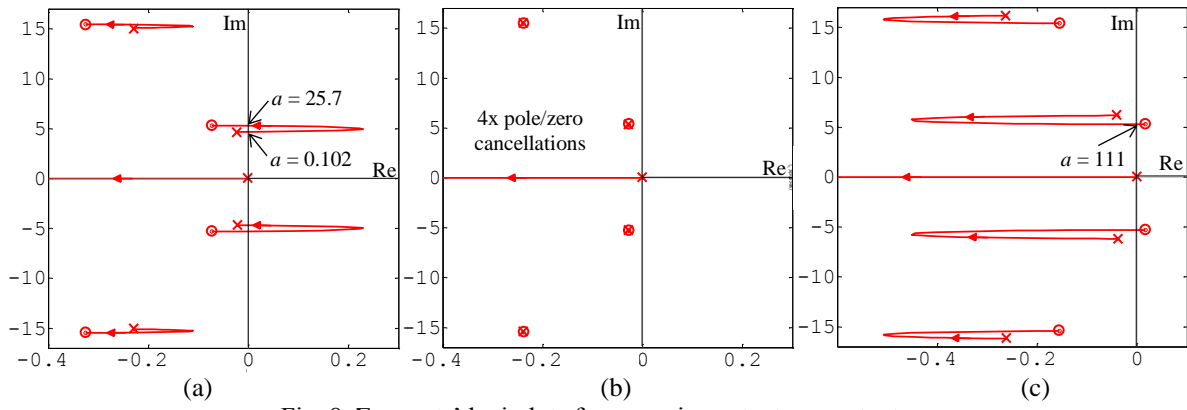 Im
15
10
5
0
-5
-10
-15
a = 25.7
a = 0.102
Re
-0.4
-0.2
0
0.2
(a)
Im
15
10
5
0
-5
-10
-15
4x pole/zero
cancellations
Re
-0.4
-0.2
0
0.2
(b)
Im
15
10
5
0
-5
-10
-15
a = 111
Re
-0.4
-0.2
0
(c)